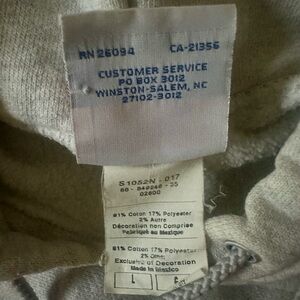 RN 26094 CA-21356
CUSTOMER SERVICE
PO BOX 3012
WINSTON-SALEM, NC
27102-3012
S1052N - 017
02800
81% Cotton 17% Polyester
2% Autre
Décoration non Comprise
Fabriqué au Mexique
81% Cotton 17% Polyester
2% Other
Exclusive of Decoration
Made in Mexico
L